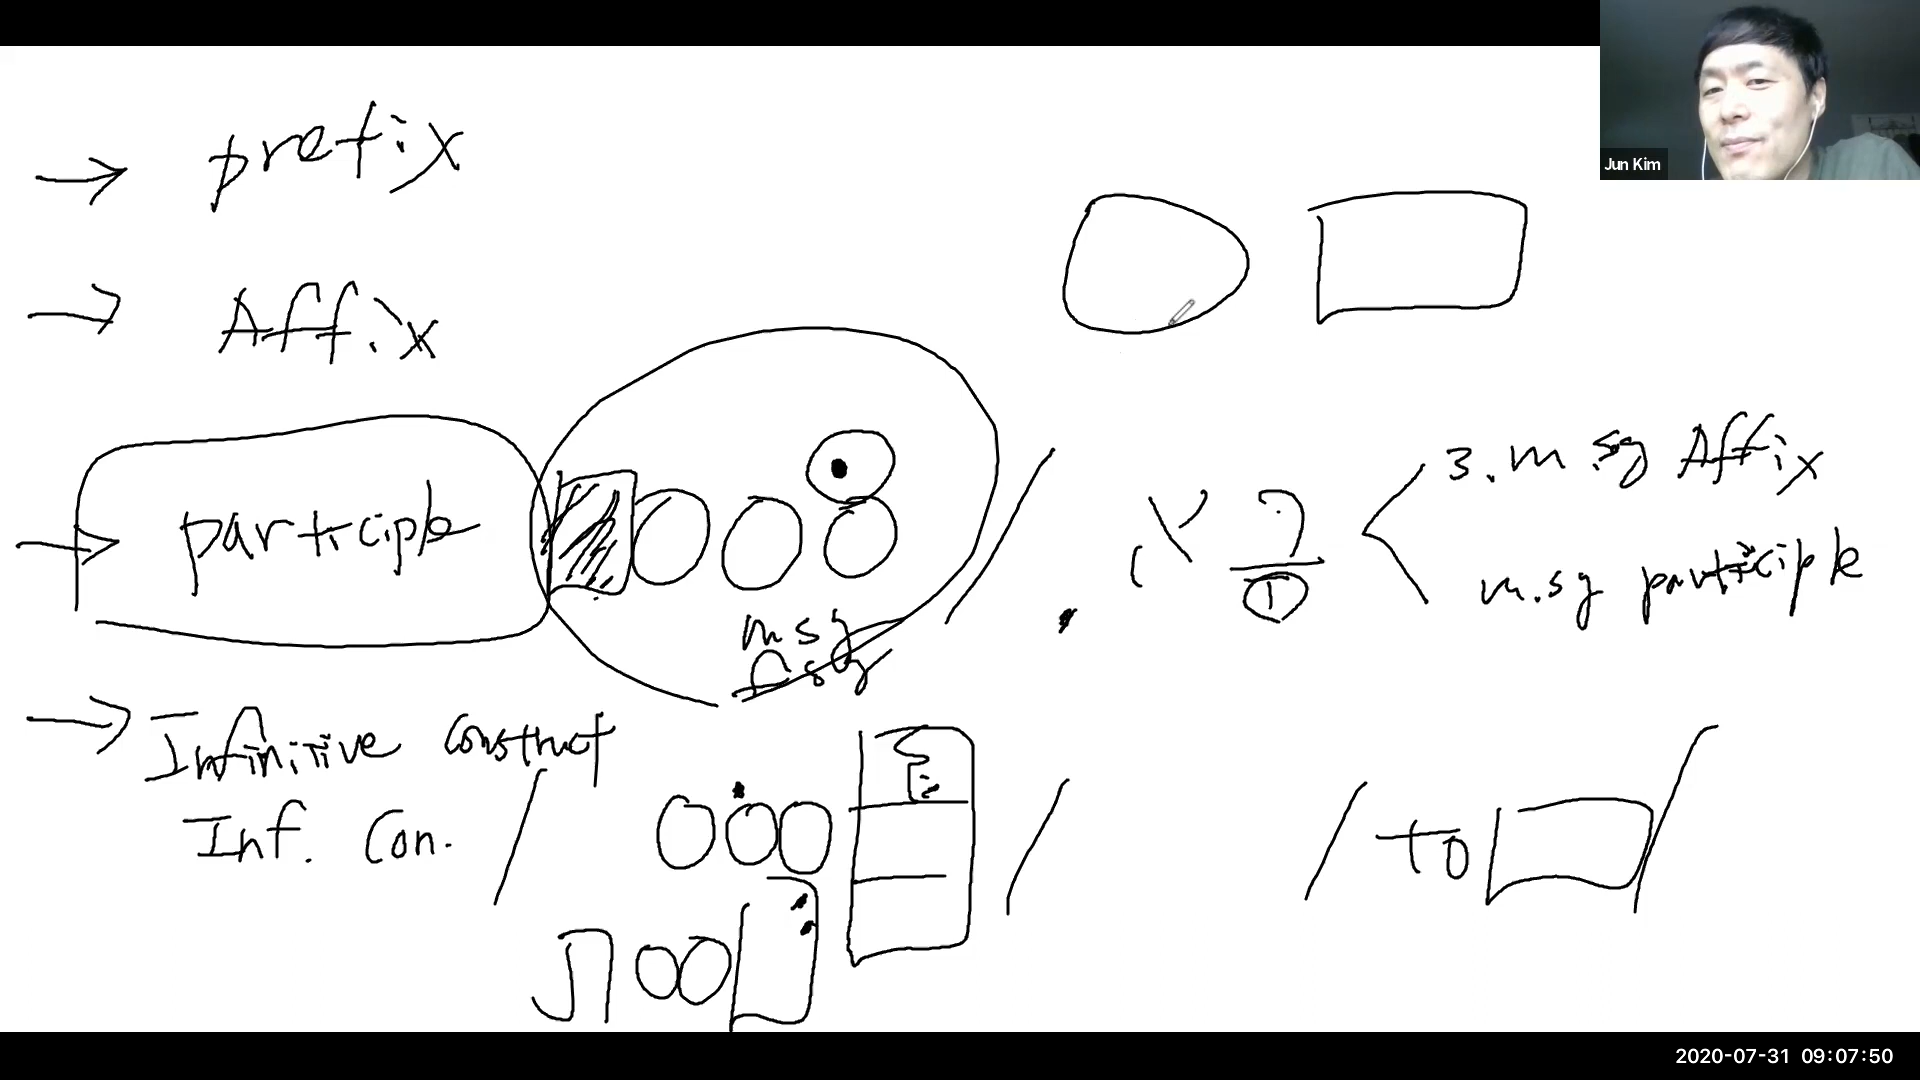 prefix
Jun Kim
Affix
participle
3. m. sg Affix
m. sg participle
1
m sg
Infinitive construct
Inf. Con.
to
2020-07-31 09:07:50